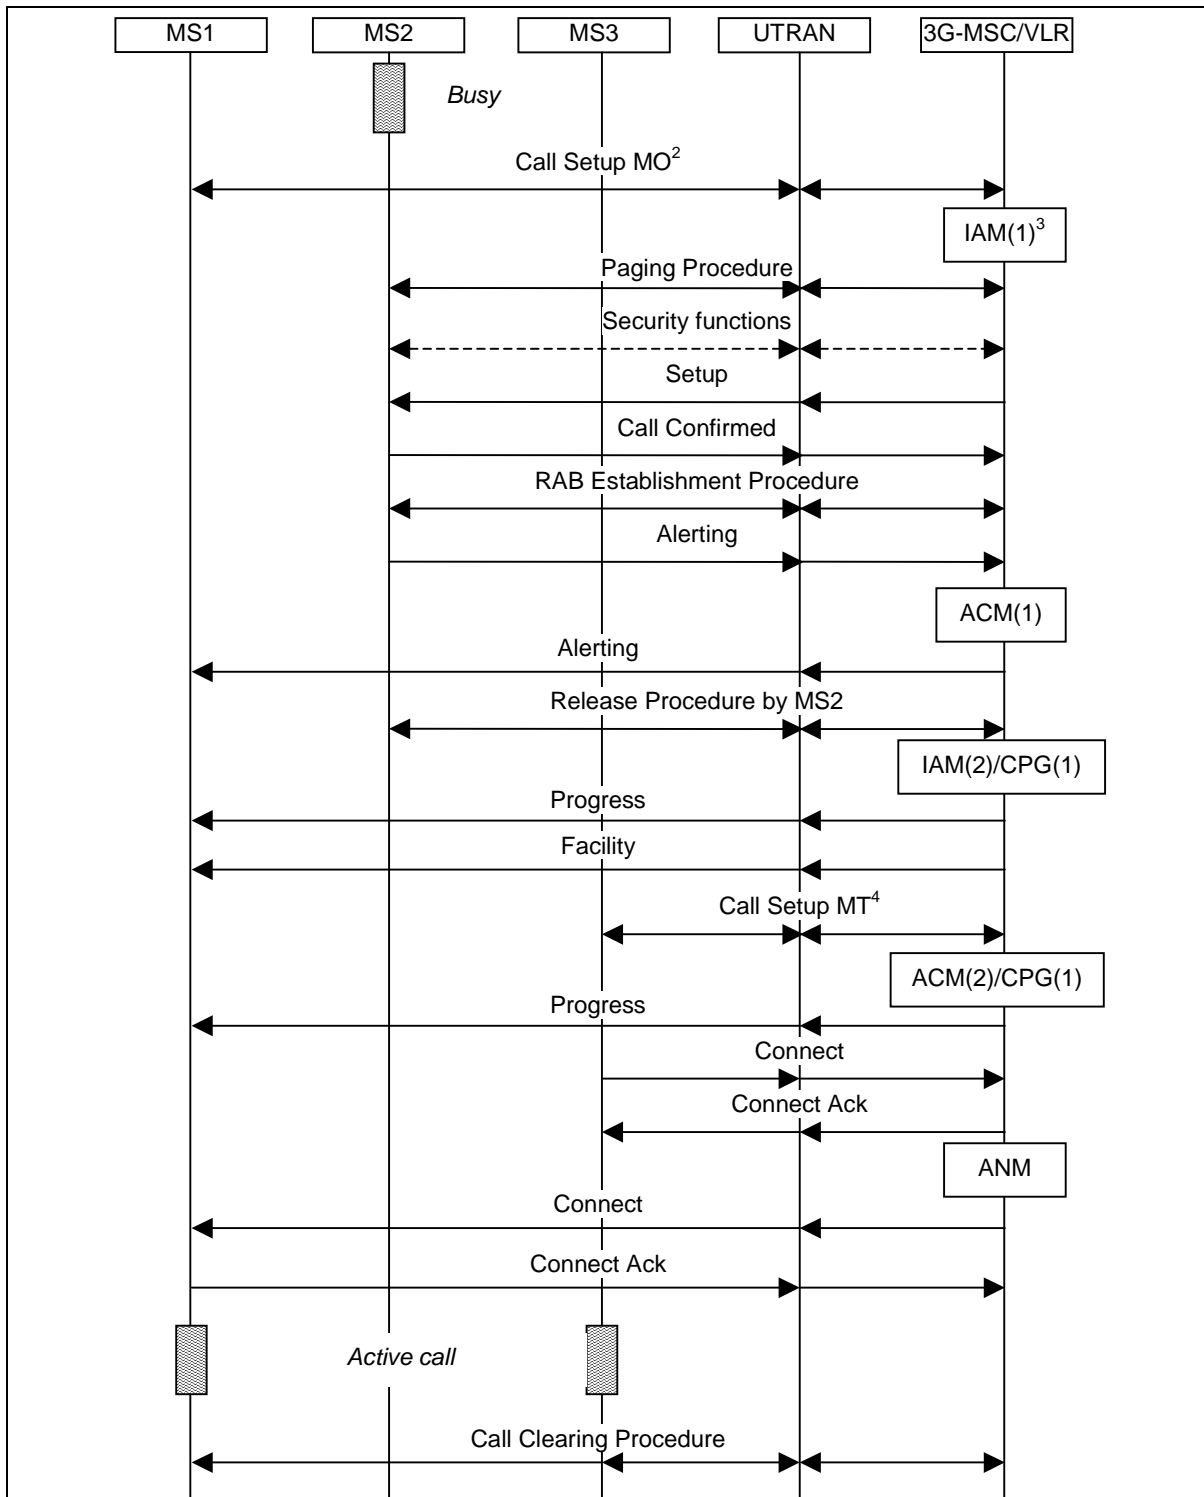 MS1 MS2 MS3 UTRAN 3G-MSC/VLR
Busy
Call Setup MO²
IAM(1)³
Paging Procedure
Security functions
Setup
Call Confirmed
RAB Establishment Procedure
Alerting
ACM(1)
Alerting
Release Procedure by MS2
IAM(2)/CPG(1)
Progress
Facility
Call Setup MT⁴
ACM(2)/CPG(1)
Progress
Connect
Connect Ack
ANM
Connect
Connect Ack
Active call
Call Clearing Procedure